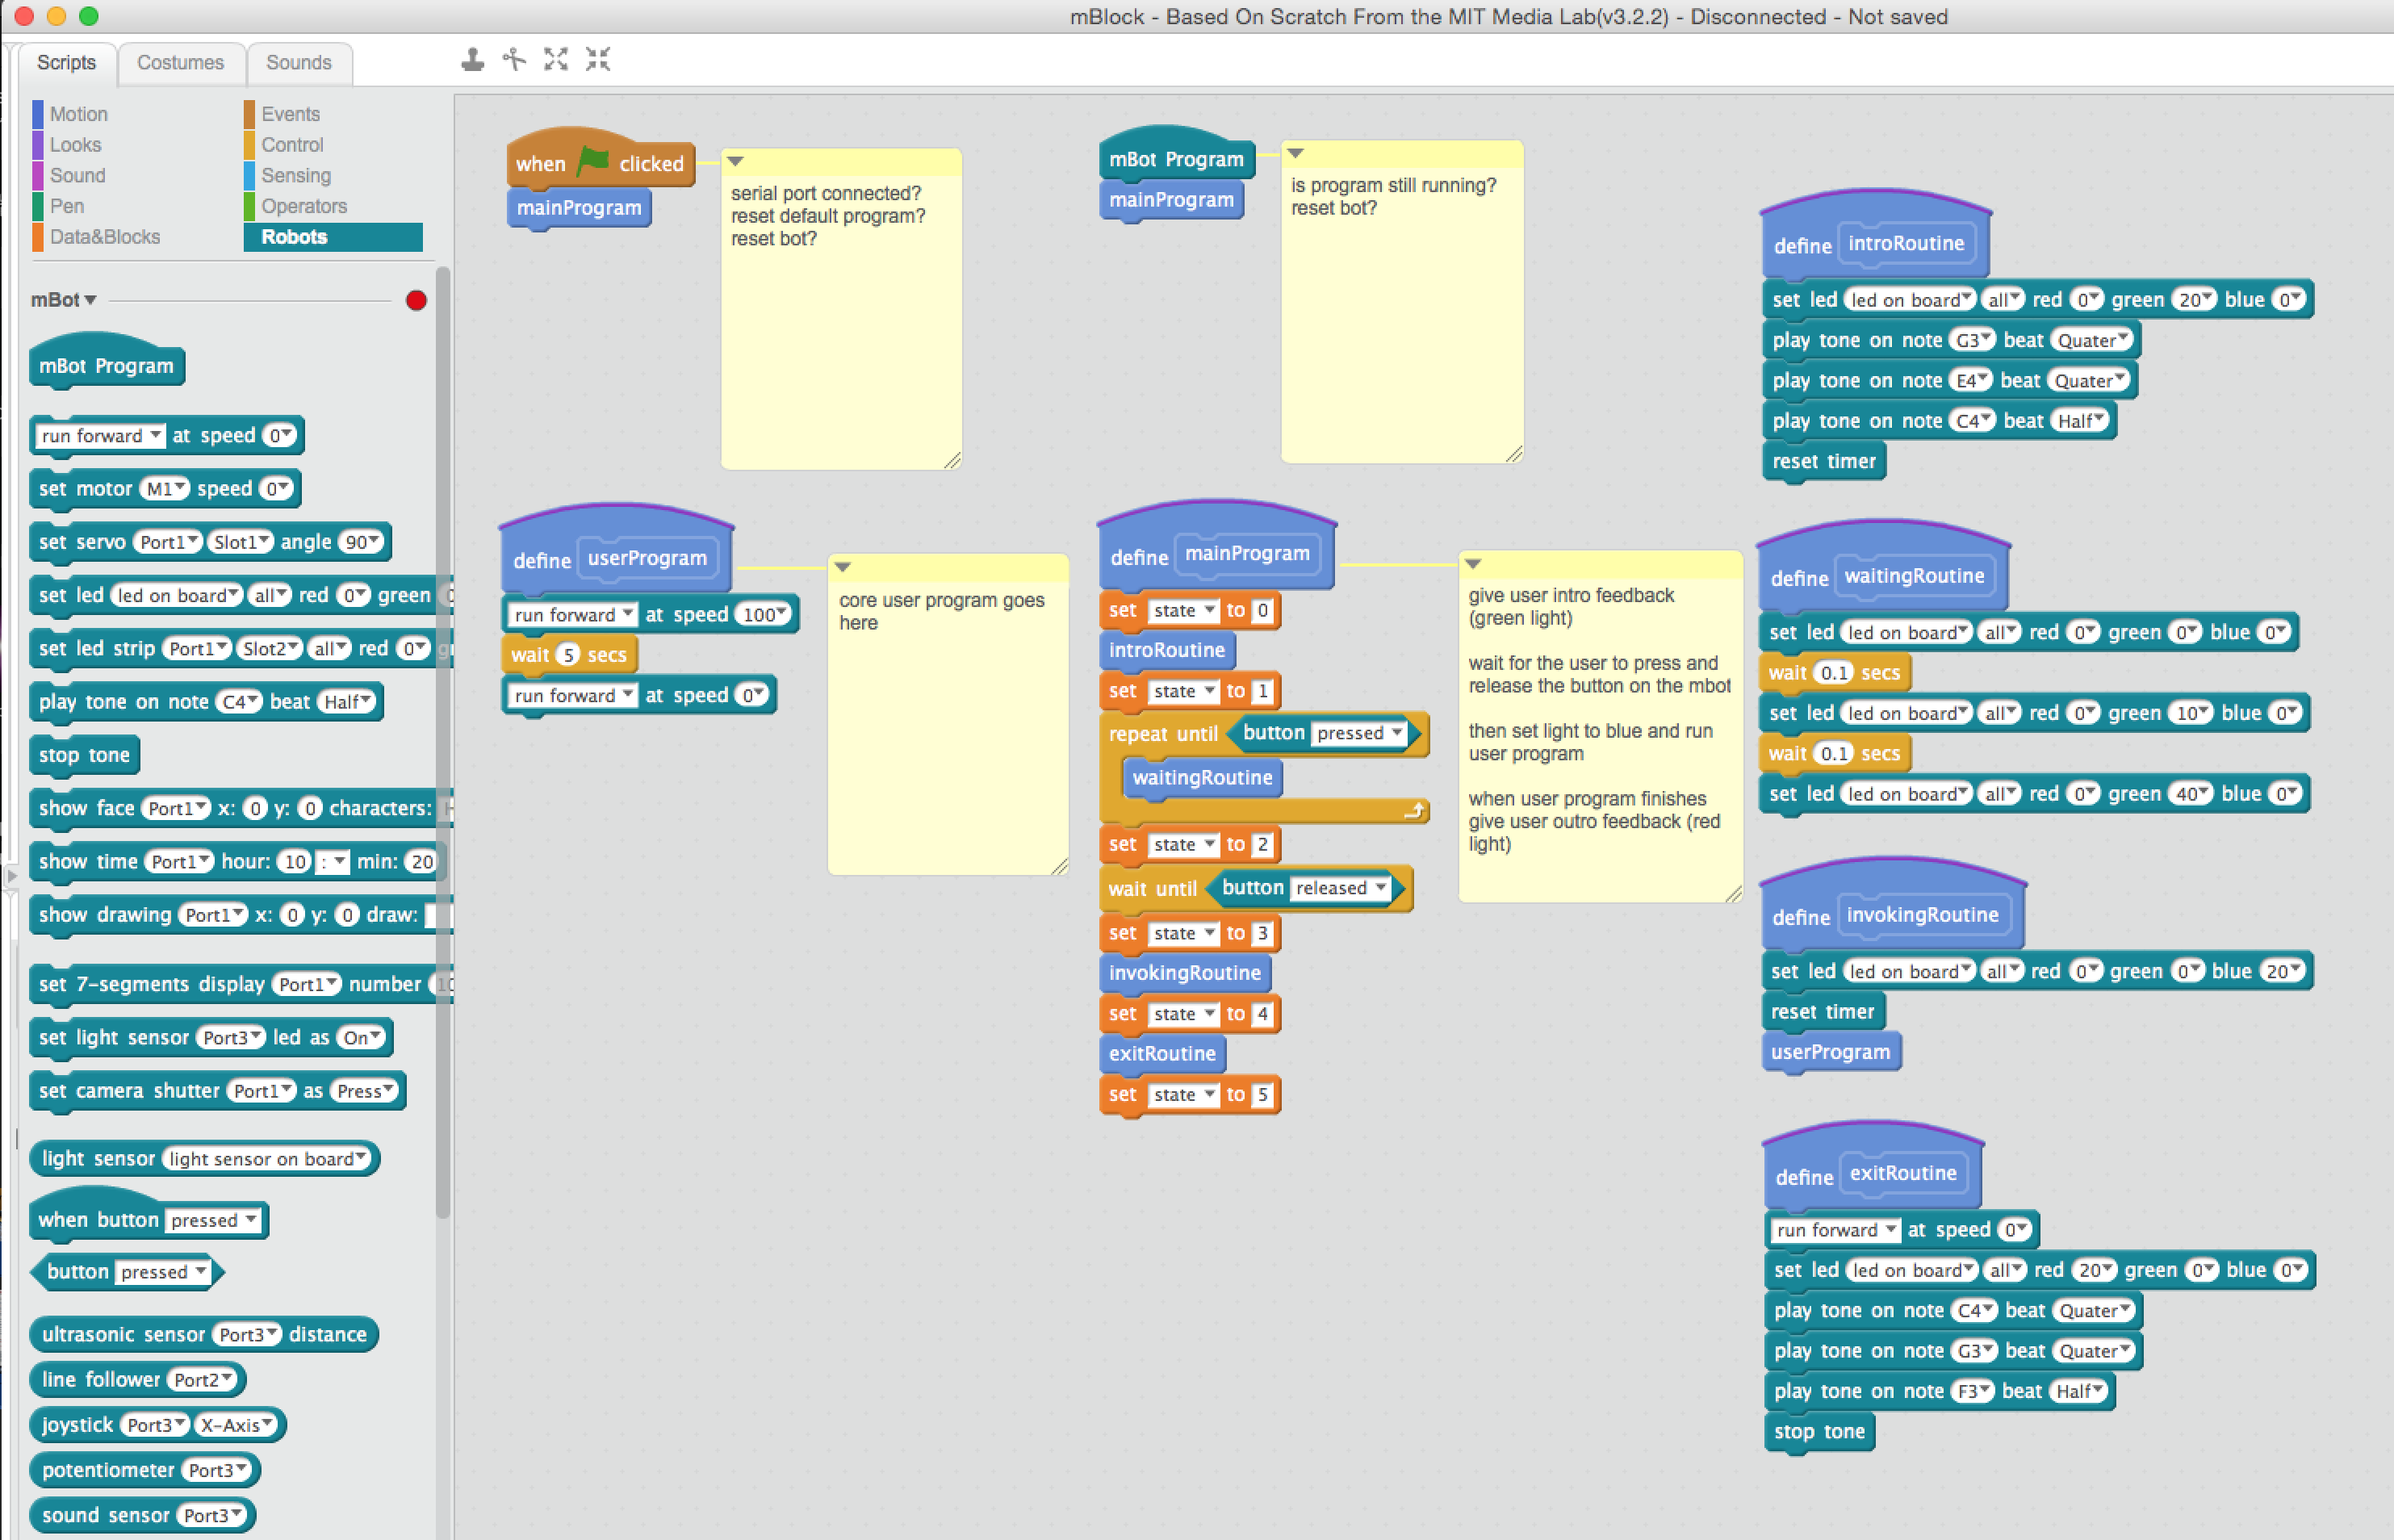 mBlock - Based On Scratch From the MIT Media Lab(v3.2.2) - Disconnected - Not saved
Scripts
Costumes
Sounds
Motion
Events
Looks
Control
Sound
Sensing
Pen
Operators
Data&Blocks
Robots
mBot
mBot Program
run forward at speed 0
set motor M1 speed 0
set servo Port1 Slot1 angle 90
set led led on board all red 0 green
set led strip Port1 Slot2 all red 0
play tone on note C4 beat Half
stop tone
show face Port1 x: 0 y: 0 characters:
show time Port1 hour: 10 : min: 20
show drawing Port1 x: 0 y: 0 draw:
set 7-segments display Port1 number
set light sensor Port3 led as On
set camera shutter Port1 as Press
light sensor light sensor on board
when button pressed
button pressed
ultrasonic sensor Port3 distance
line follower Port2
joystick Port3 X-Axis
potentiometer Port3
sound sensor Port3
when clicked
mainProgram
serial port connected?
reset default program?
reset bot?
mBot Program
mainProgram
is program still running?
reset bot?
define userProgram
run forward at speed 100
wait 5 secs
run forward at speed 0
core user program goes
here
define mainProgram
set state to 0
introRoutine
set state to 1
repeat until button pressed
waitingRoutine
set state to 2
wait until button released
set state to 3
invokingRoutine
set state to 4
exitRoutine
set state to 5
give user intro feedback
(green light)
wait for the user to press and
release the button on the mbot
then set light to blue and run
user program
when user program finishes
give user outro feedback (red
light)
define introRoutine
set led led on board all red 0 green 20 blue 0
play tone on note G3 beat Quater
play tone on note E4 beat Quater
play tone on note C4 beat Half
reset timer
define waitingRoutine
set led led on board all red 0 green 0 blue 0
wait 0.1 secs
set led led on board all red 0 green 10 blue 0
wait 0.1 secs
set led led on board all red 0 green 40 blue 0
define invokingRoutine
set led led on board all red 0 green 0 blue 20
reset timer
userProgram
define exitRoutine
run forward at speed 0
set led led on board all red 20 green 0 blue 0
play tone on note C4 beat Quater
play tone on note G3 beat Quater
play tone on note F3 beat Half
stop tone